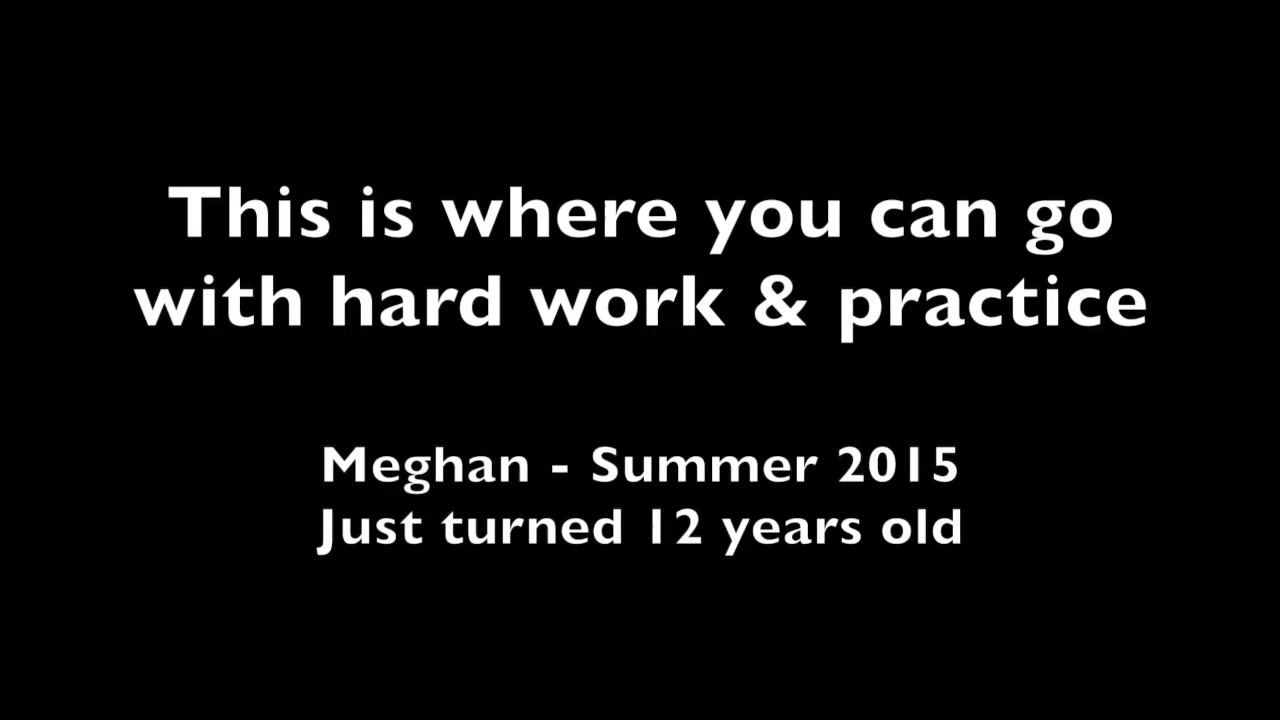 This is where you can go
with hard work & practice
Meghan - Summer 2015
Just turned 12 years old